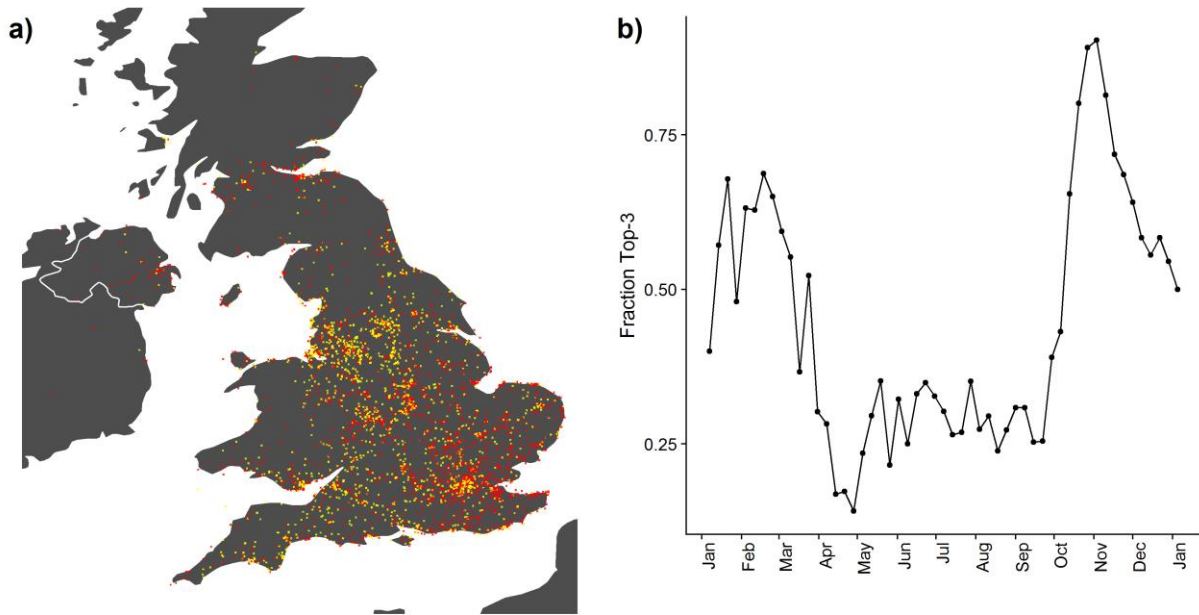 a)
b)
Fraction Top-3
0.75
0.50
0.25
Jan
Feb
Mar
Apr
May
Jun
Jul
Aug
Sep
Oct
Nov
Dec
Jan